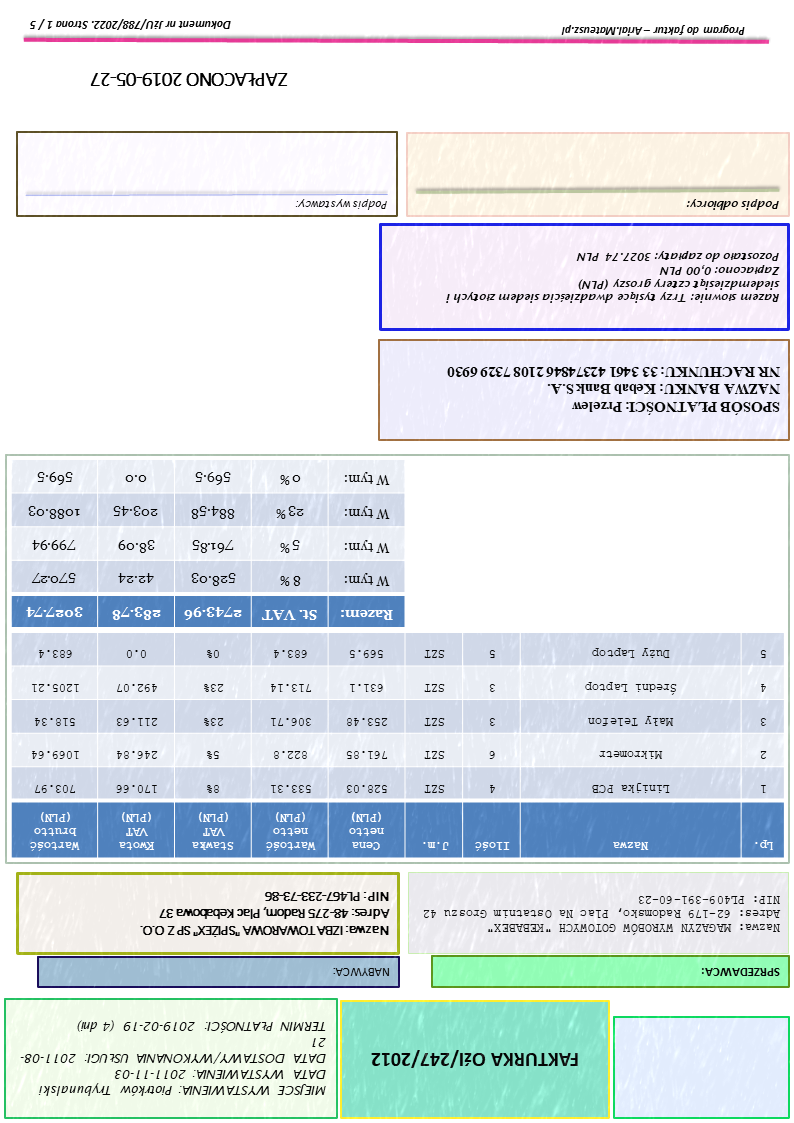 FAKTURKA Oźl/247/2012
MIEJSCE WYSTAWIENIA: Piotrków Trybunalski
DATA WYSTAWIENIA: 2011-11-03
DATA DOSTAWY/WYKONANIA USŁUGI: 2011-08-
21
TERMIN PŁATNOŚCI: 2019-02-19 (4 dni)
SPRZEDAWCA:
Nazwa: MAGAZYN WYROBÓW GOTOWYCH "KEBABEX"
Adres: 62-179 Radomsko, Plac Na Ostatnim Groszu 42
NIP: PL409-391-60-23
NABYWCA:
Nazwa: IZBA TOWAROWA "SPIŻEX" SP Z O.O.
Adres: 48-275 Radom, Plac Kebabowa 37
NIP: PL467-233-73-86
Lp. Nazwa Ilość J.m. Cena netto (PLN) Wartość netto (PLN) Stawka VAT (PLN) Kwota VAT (PLN) Wartość brutto (PLN)
1 Linijka PCB 4 SZT 528.03 533.31 8% 170.66 703.97
2 Mikrometr 6 SZT 761.85 822.8 5% 246.84 1069.64
3 Mały Telefon 3 SZT 253.48 306.71 23% 211.63 518.34
4 Średni Laptop 3 SZT 631.1 713.14 23% 492.07 1205.21
5 Duży Laptop 5 SZT 569.5 683.4 0% 0.0 683.4
Razem: St. VAT 2743.96 283.78 3027.74
W tym: 8 % 528.03 42.24 570.27
W tym: 5 % 761.85 38.09 799.94
W tym: 23 % 884.58 203.45 1088.03
W tym: 0 % 569.5 0.0 569.5
SPOSÓB PŁATNOŚCI: Przelew
NAZWA BANKU: Kebab Bank S.A.
NR RACHUNKU: 33 3461 4237 4846 2108 7329 6930
Razem słownie: Trzy tysiące dwadzieścia siedem złotych i
siedemdziesiąt cztery groszy (PLN)
Zapłacono: 0,00 PLN
Pozostało do zapłaty: 3027.74 PLN
Podpis odbiorcy:
Podpis wystawcy:
ZAPŁACONO 2019-05-27
Program do faktur – Arial.Mateusz.pl
Dokument nr JżU/788/2022. Strona 1 / 5